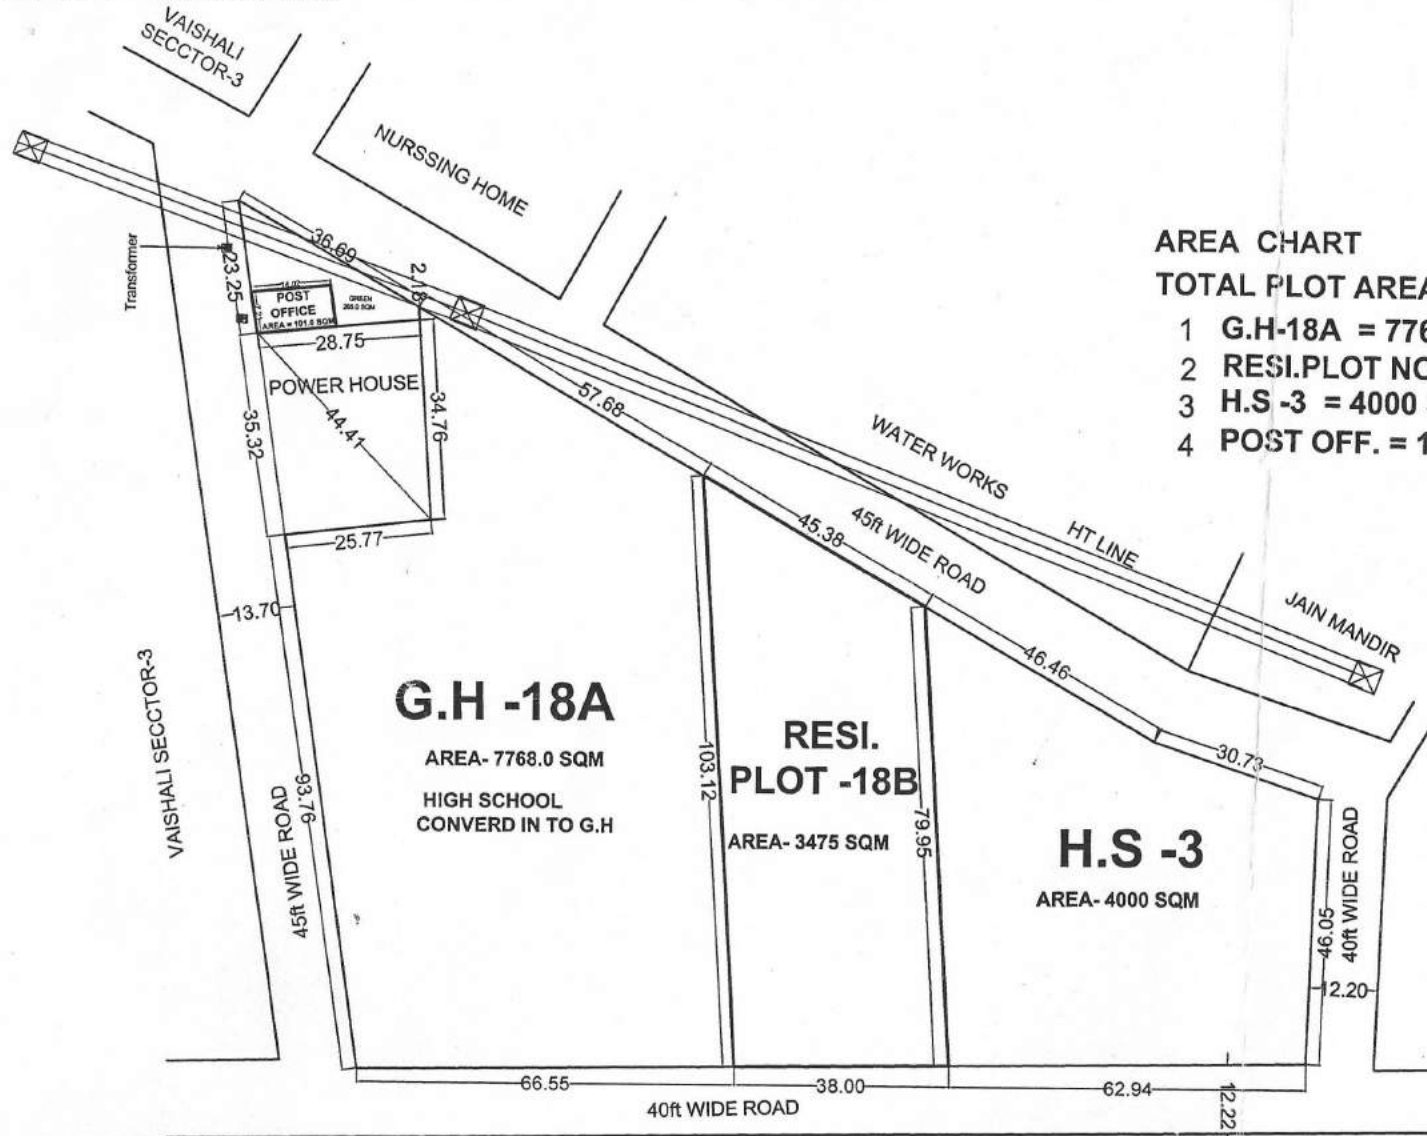 VAISHALI
SECCTOR-3
NURSSING HOME
Transformer
36.69
2.18
23.25
14.07
POST
OFFICE
AREA = 101.0 SQM
GREEN
28.75
POWER HOUSE
44.41
34.76
35.32
25.77
13.70
57.68
45.38
WATER WORKS
45ft WIDE ROAD
HT LINE
JAIN MANDIR
46.46
30.73
AREA CHART
TOTAL PLOT AREA
1 G.H-18A = 776
2 RESI.PLOT NO
3 H.S -3 = 4000
4 POST OFF. = 1
VAISHALI SECCTOR-3
45ft WIDE ROAD
93.76
G.H -18A
AREA- 7768.0 SQM
HIGH SCHOOL
CONVERD IN TO G.H
103.12
RESI.
PLOT -18B
AREA- 3475 SQM
79.95
H.S -3
AREA- 4000 SQM
46.05
40ft WIDE ROAD
12.20
66.55
38.00
62.94
12.22
40ft WIDE ROAD